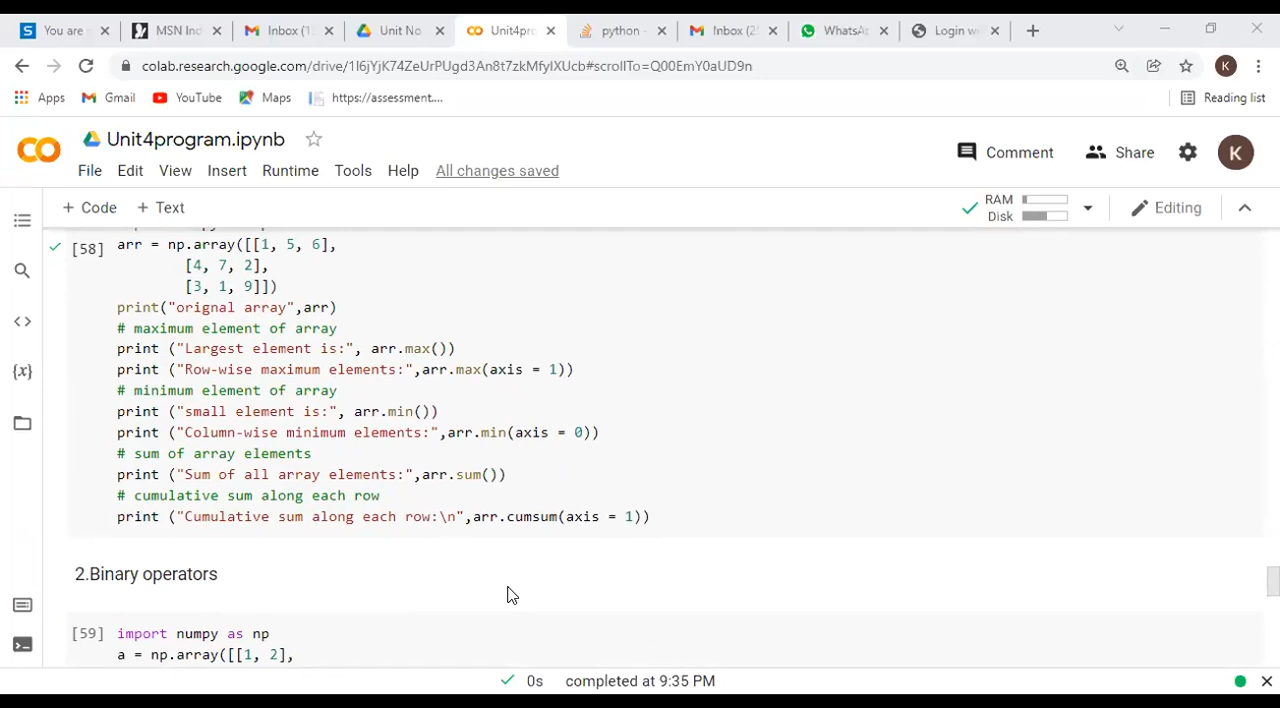 You are
MSN Ind
Inbox (1
Unit No
Unit4pro
python -
Inbox (2
WhatsA
Login w
colab.research.google.com/drive/1I6jYjK74ZeUrPUgd3An8t7zkMfylXUcb#scrollTo=Q00EmY0aUD9n
K
Apps
Gmail
YouTube
Maps
https://assessment....
Reading list
Unit4program.ipynb
Comment
Share
K
File Edit View Insert Runtime Tools Help All changes saved
+ Code + Text
RAM
Disk
Editing
[58]
arr = np.array([[1, 5, 6],
[4, 7, 2],
[3, 1, 9]])
print("orignal array",arr)
# maximum element of array
print ("Largest element is:", arr.max())
print ("Row-wise maximum elements:",arr.max(axis = 1))
# minimum element of array
print ("small element is:", arr.min())
print ("Column-wise minimum elements:",arr.min(axis = 0))
# sum of array elements
print ("Sum of all array elements:",arr.sum())
# cumulative sum along each row
print ("Cumulative sum along each row:\n",arr.cumsum(axis = 1))
2.Binary operators
[59] import numpy as np
a = np.array([[1, 2],
0s completed at 9:35 PM